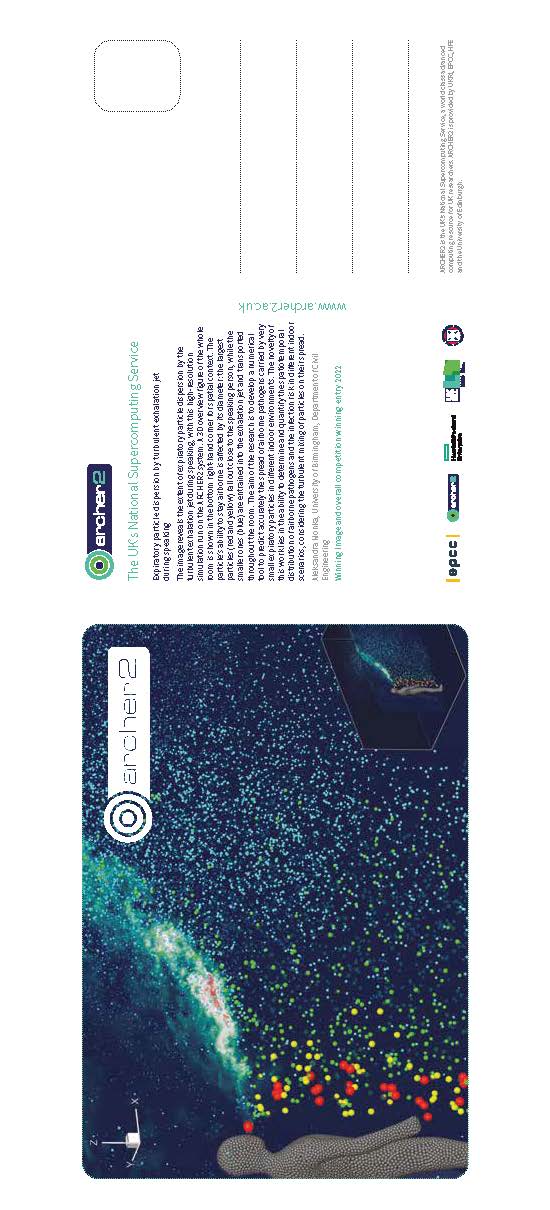 Z
Y
X
archer2
archer2
The UK's National Supercomputing Service
Expiratory particle dispersion by turbulent exhalation jet
during speaking
The image reveals the extent of expiratory particle dispersion by the
turbulent exhalation jet during speaking, with this high-resolution
simulation run on the ARCHER2 system. A 3D overview figure of the whole
room is shown in the bottom right-hand corner for spatial context. The
particle's ability to stay airborne is affected by its diameter: the largest
particles (red and yellow) fall out close to the speaking person, while the
smaller ones (blue) are entrained into the exhalation jet and transported
throughout the room. The aim of the research is to develop a numerical
tool to predict accurately the spread of airborne pathogens carried by very
small expiratory particles in different indoor environments. The novelty of
this work lies in the ability to determine and quantify the spatiotemporal
distribution of airborne pathogens and the infection risk in different indoor
scenarios, considering the turbulent mixing of particles on their spread.
Aleksandra Monka, University of Birmingham, Department of Civil
Engineering
Winning Image and overall competition winning entry 2022
www.archer2.ac.uk
epcc
archer2
Hewlett Packard
Enterprise
ARCHER2 is the UK's National Supercomputing Service, a world class advanced
computing resource for UK researchers. ARCHER2 is provided by UKRI, EPCC, HPE
and the University of Edinburgh.